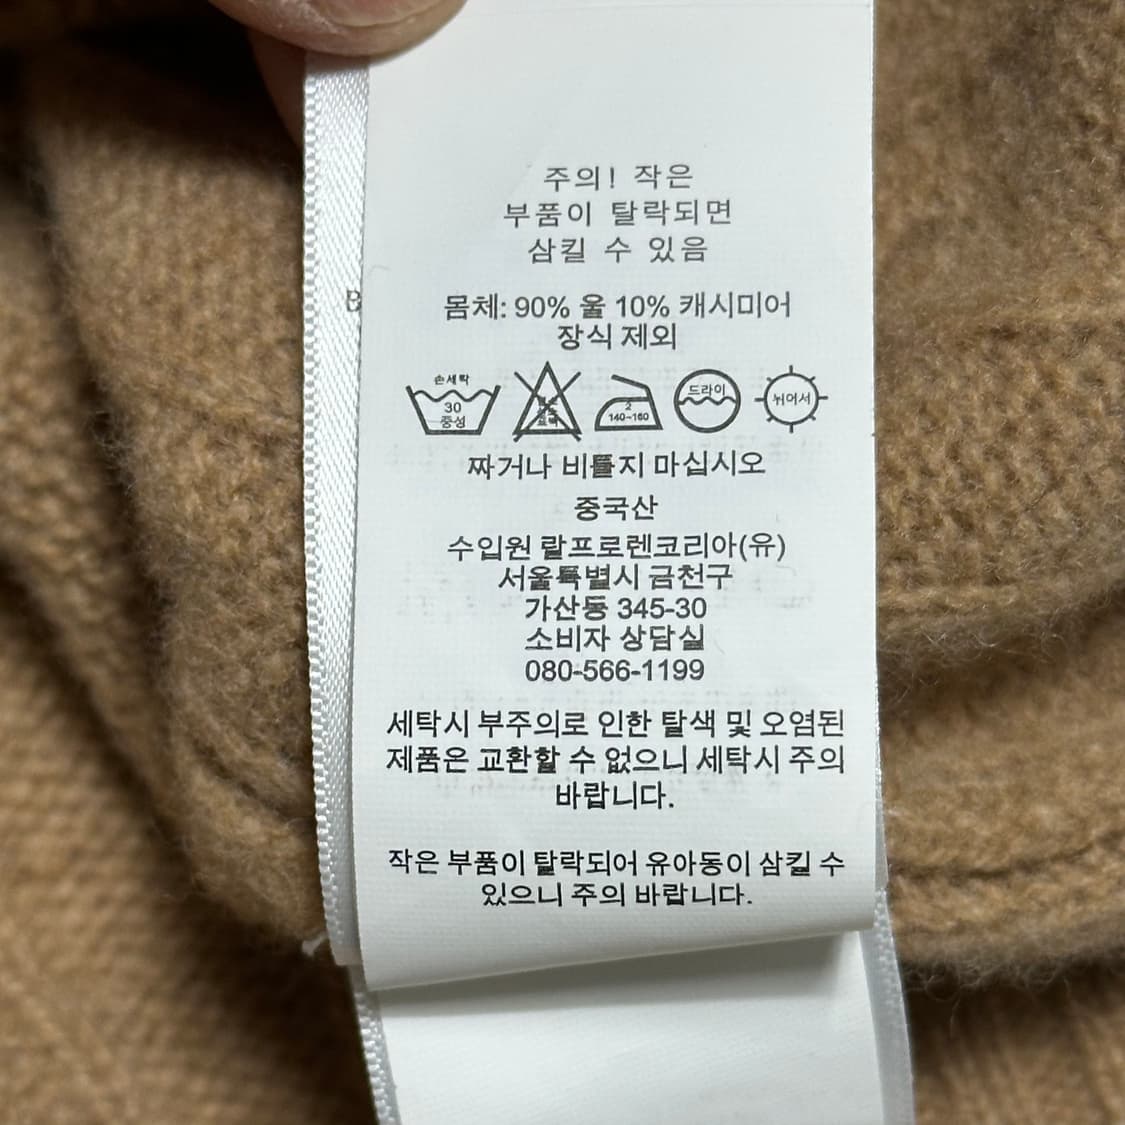 주의! 작은
부품이 탈락되면
삼킬 수 있음
몸체: 90% 울 10% 캐시미어
장식 제외
손세탁
30
중성
2
140~160
드라이
뉘어서
짜거나 비틀지 마십시오
중국산
수입원 랄프로렌코리아(유)
서울특별시 금천구
가산동 345-30
소비자 상담실
080-566-1199
세탁시 부주의로 인한 탈색 및 오염된
제품은 교환할 수 없으니 세탁시 주의
바랍니다.
작은 부품이 탈락되어 유아동이 삼킬 수
있으니 주의 바랍니다.